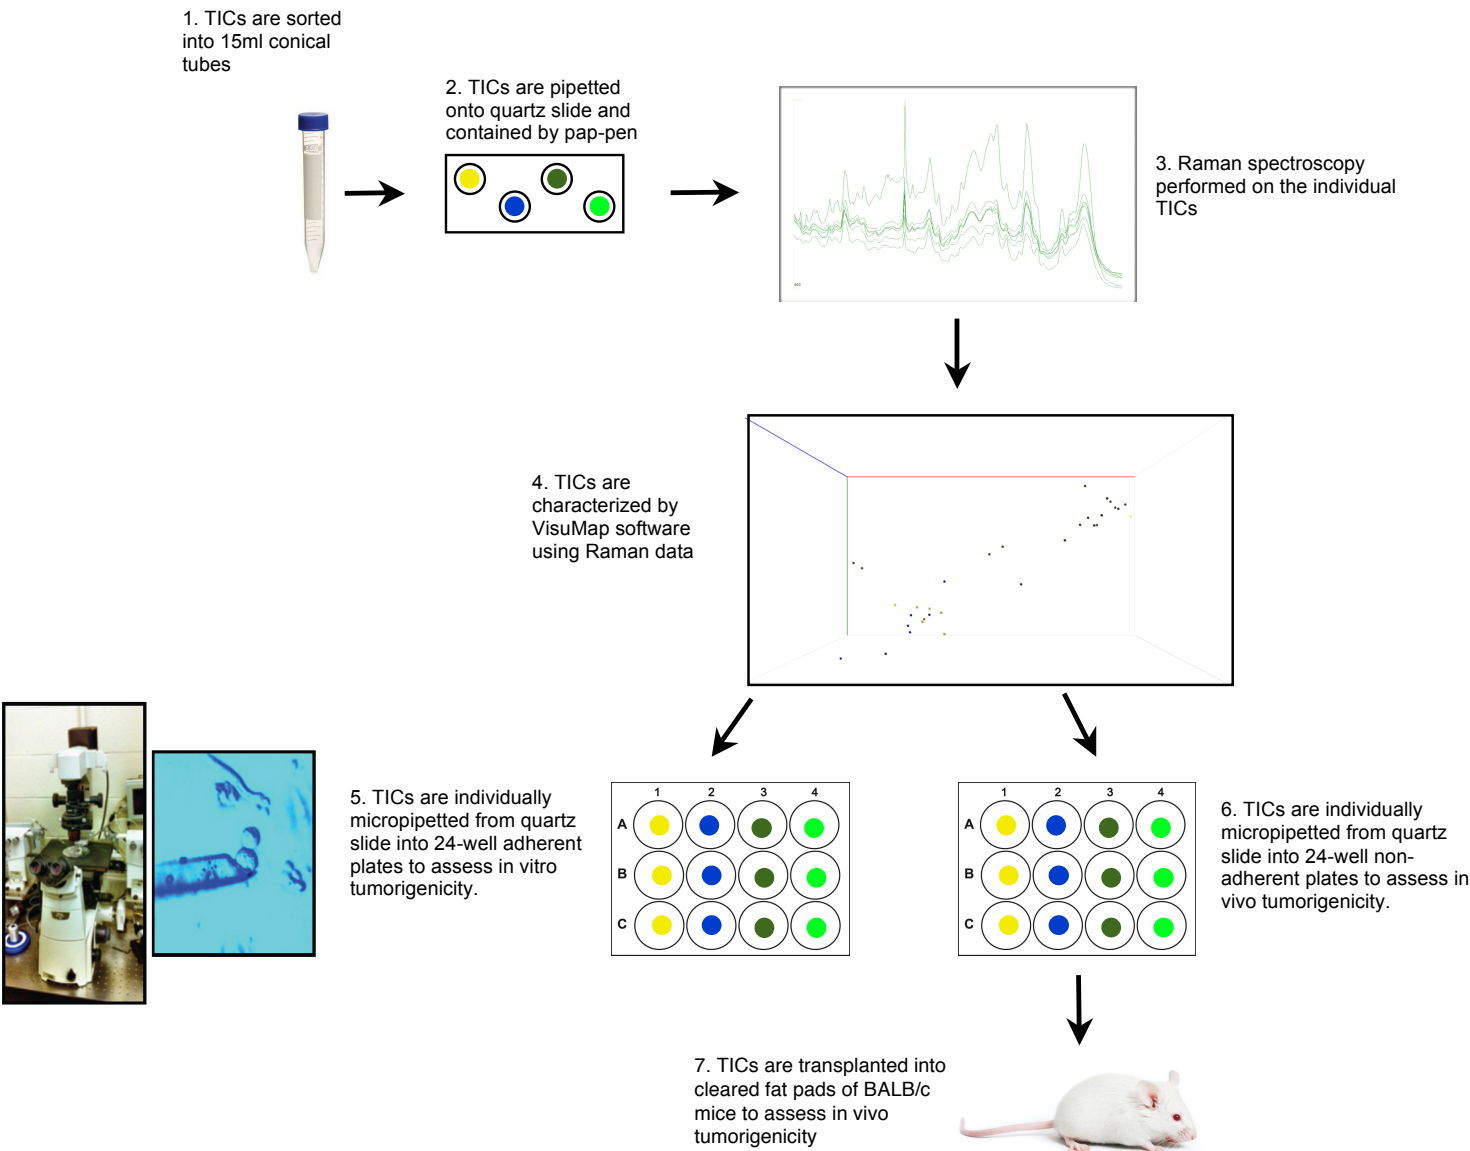 1. TICs are sorted
into 15ml conical
tubes
2. TICs are pipetted
onto quartz slide and
contained by pap-pen
3. Raman spectroscopy
performed on the individual
TICs
4. TICs are
characterized by
VisuMap software
using Raman data
5. TICs are individually
micropipetted from quartz
slide into 24-well adherent
plates to assess in vitro
tumorigenicity.
1 2 3 4
A
B
C
1 2 3 4
A
B
C
6. TICs are individually
micropipetted from quartz
slide into 24-well non-
adherent plates to assess in
vivo tumorigenicity.
7. TICs are transplanted into
cleared fat pads of BALB/c
mice to assess in vivo
tumorigenicity